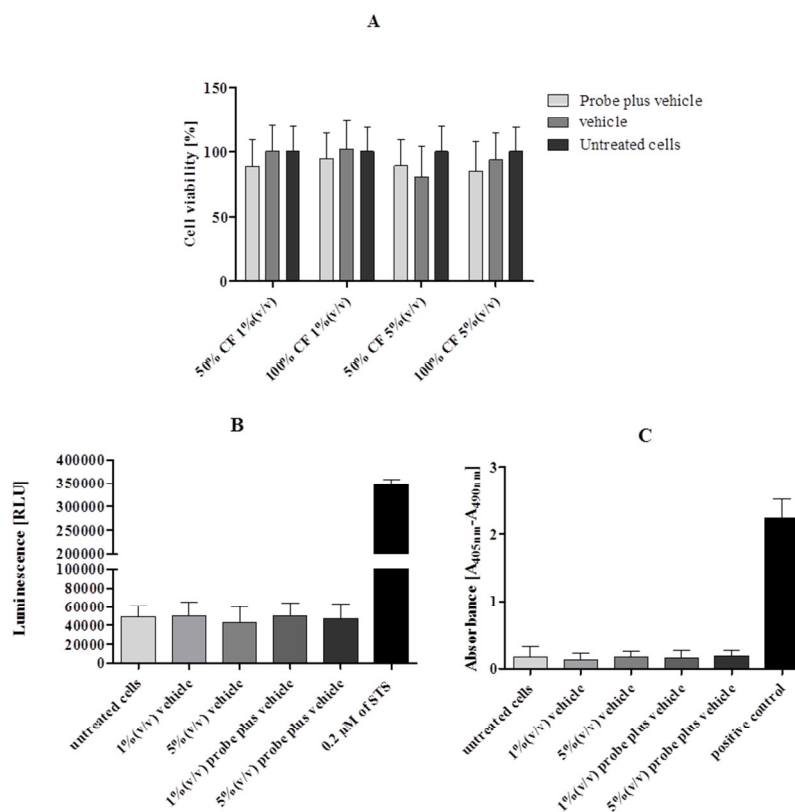 A
150
100
50
0
Cell viability [%]
Probe plus vehicle
vehicle
Untreated cells
50% CF 1%(v/v)
100% CF 1%(v/v)
50% CF 5%(v/v)
100% CF 5%(v/v)
B
400000
350000
300000
250000
200000
100000
80000
60000
40000
20000
0
Luminescence [RLU]
untreated cells
1%(v/v) vehicle
5%(v/v) vehicle
1%(v/v) probe plus vehicle
5%(v/v) probe plus vehicle
0.2 µM of STS
C
3
2
1
0
Absorbance [A405nm-A490nm]
untreated cells
1%(v/v) vehicle
5%(v/v) vehicle
1%(v/v) probe plus vehicle
5%(v/v) probe plus vehicle
positive control